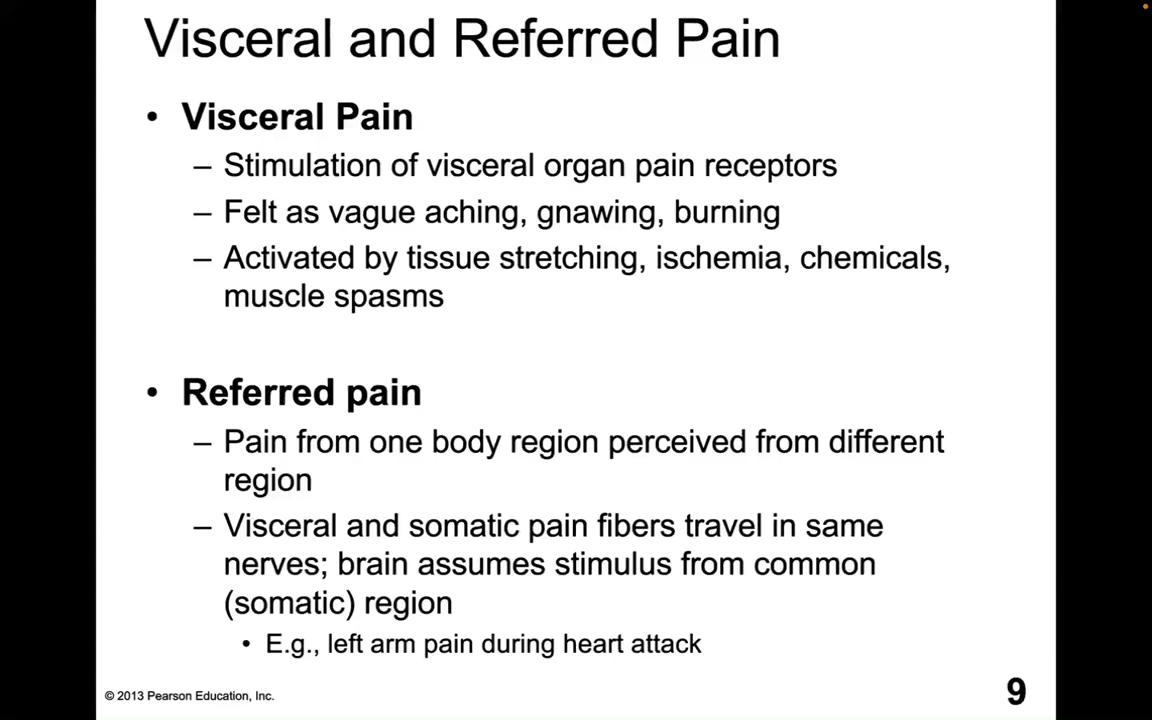 Visceral and Referred Pain
• Visceral Pain
– Stimulation of visceral organ pain receptors
– Felt as vague aching, gnawing, burning
– Activated by tissue stretching, ischemia, chemicals,
muscle spasms
• Referred pain
– Pain from one body region perceived from different
region
– Visceral and somatic pain fibers travel in same
nerves; brain assumes stimulus from common
(somatic) region
• E.g., left arm pain during heart attack
© 2013 Pearson Education, Inc.
9